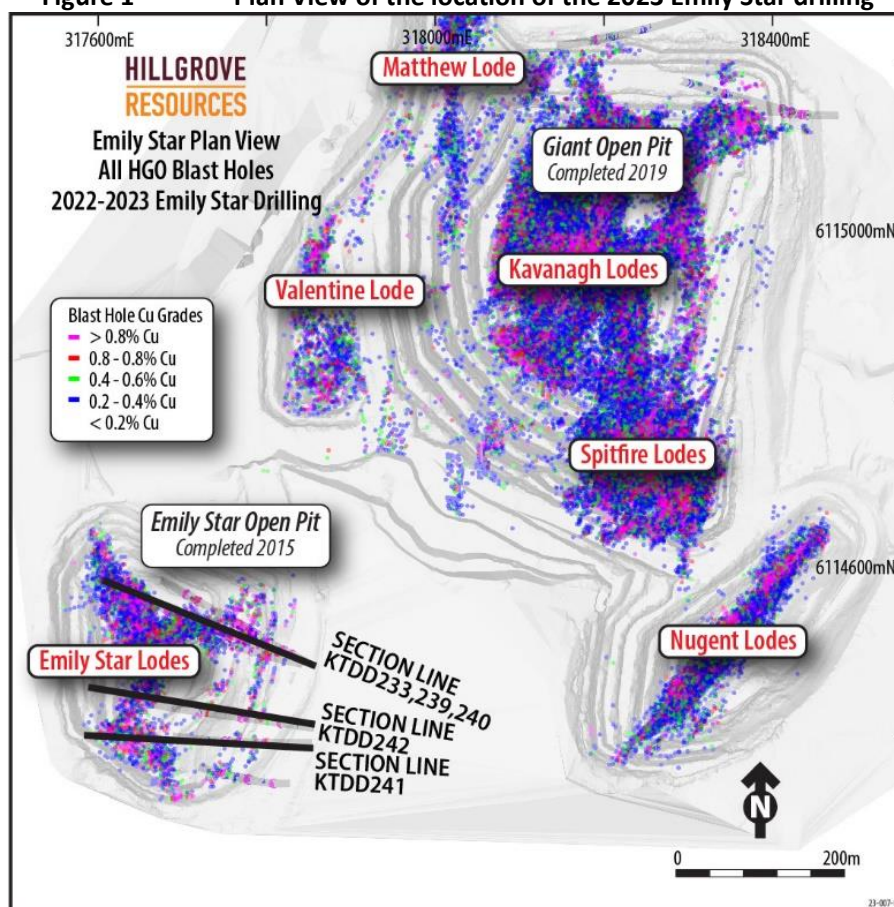 Figure 1 Plan View of the location of the 2023 Emily Star drilling
317600mE 318000mE 318400mE
HILLGROVE
RESOURCES
Emily Star Plan View
All HGO Blast Holes
2022-2023 Emily Star Drilling
Matthew Lode
Giant Open Pit
Completed 2019
6115000mN
Kavanagh Lodes
Valentine Lode
Blast Hole Cu Grades
> 0.8% Cu
0.8 - 0.8% Cu
0.4 - 0.6% Cu
0.2 - 0.4% Cu
< 0.2% Cu
Spitfire Lodes
Emily Star Open Pit
Completed 2015
6114600mN
Emily Star Lodes
Nugent Lodes
SECTION LINE
KTDD233,239,240
SECTION LINE
KTDD242
SECTION LINE
KTDD241
N
0 200m